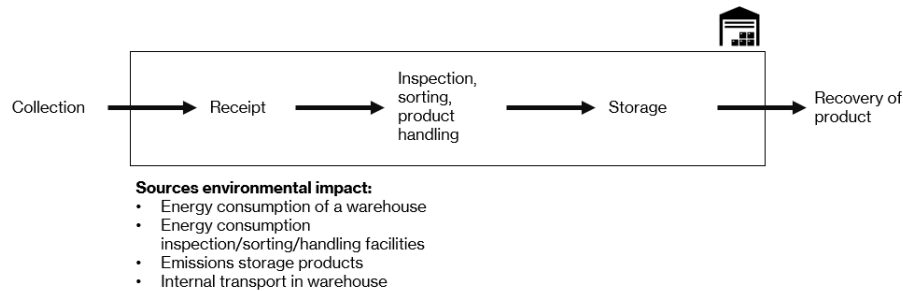 Collection
Receipt
Inspection,
sorting,
product
handling
Storage
Recovery of
product
Sources environmental impact:
• Energy consumption of a warehouse
• Energy consumption
inspection/sorting/handling facilities
• Emissions storage products
• Internal transport in warehouse